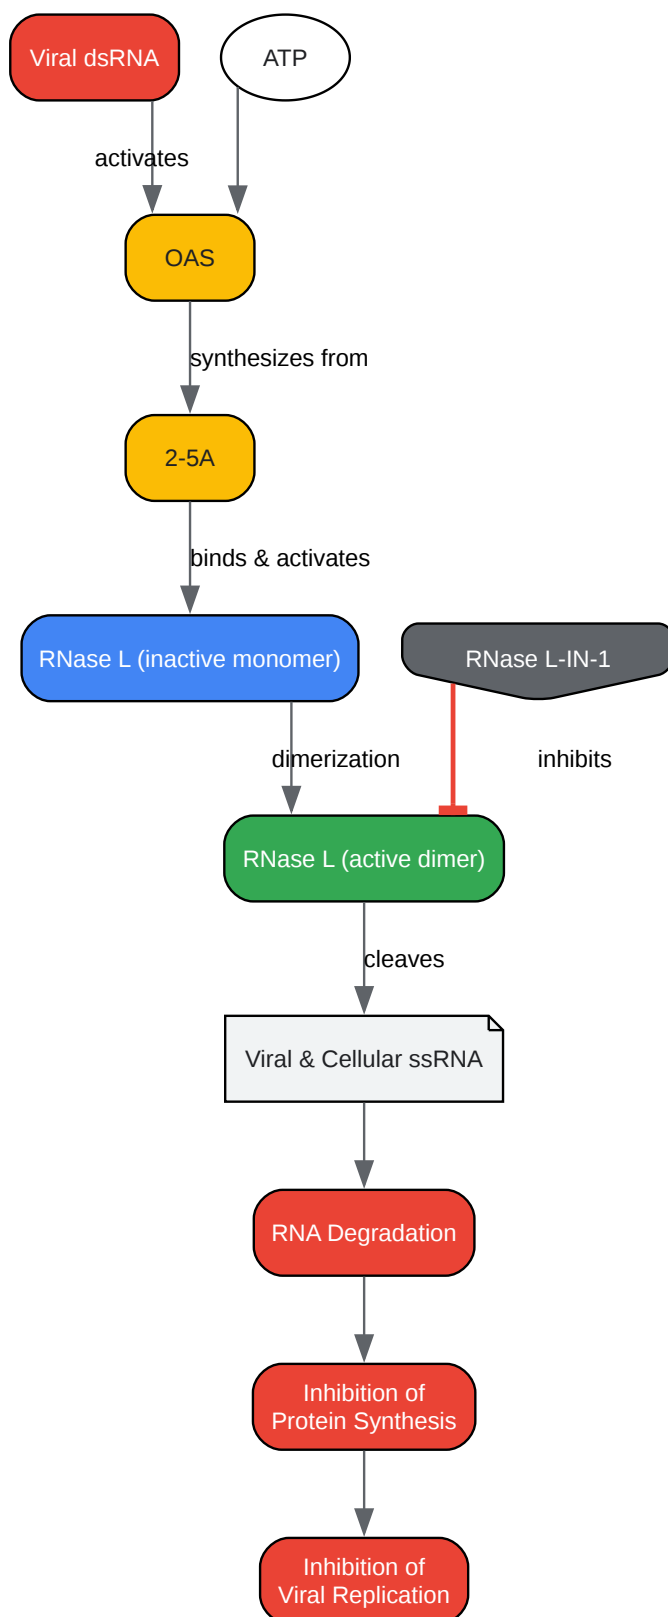 Viral dsRNA
ATP
activates
OAS
synthesizes from
2-5A
binds & activates
RNase L (inactive monomer)
RNase L-IN-1
dimerization
inhibits
RNase L (active dimer)
cleaves
Viral & Cellular ssRNA
RNA Degradation
Inhibition of
Protein Synthesis
Inhibition of
Viral Replication